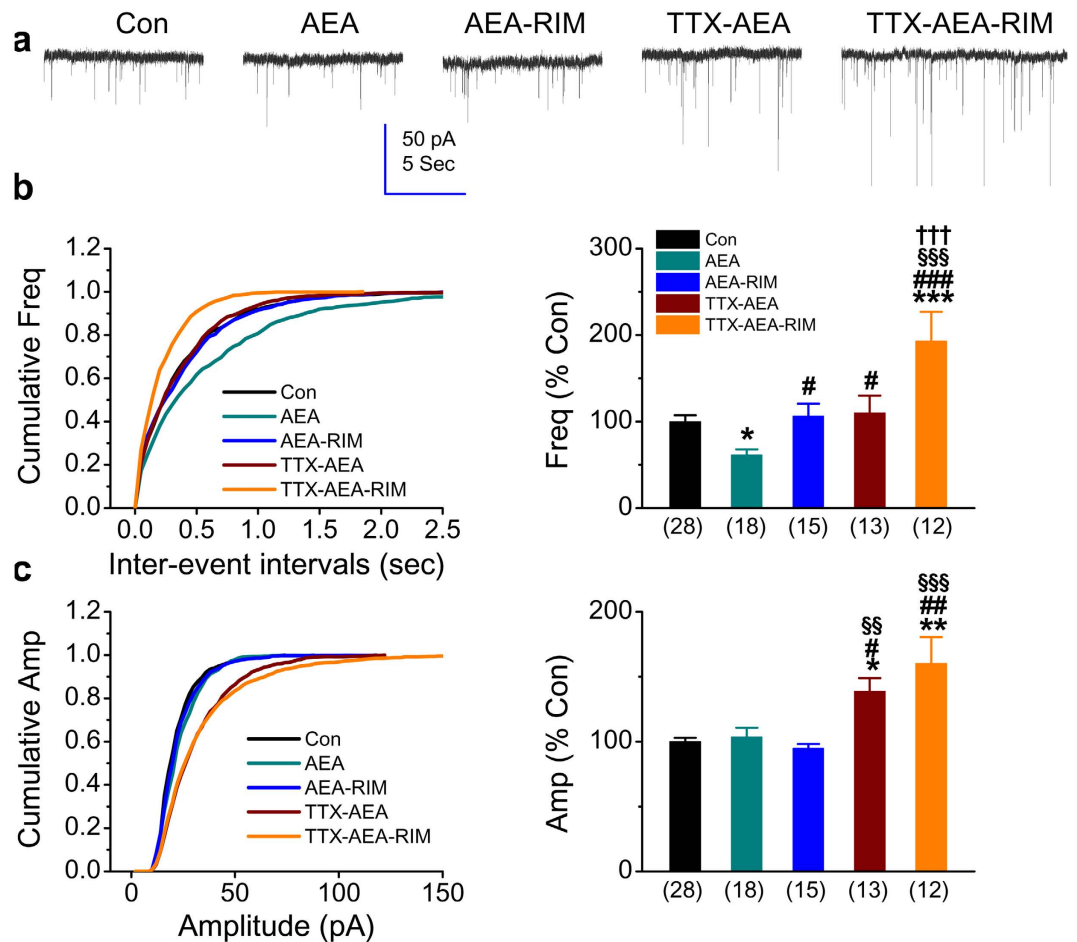 a
Con AEA AEA-RIM TTX-AEA TTX-AEA-RIM
50 pA
5 Sec
b
Cumulative Freq
1.2
1.0
0.8
0.6
0.4
0.2
0.0
Con
AEA
AEA-RIM
TTX-AEA
TTX-AEA-RIM
0.0 0.5 1.0 1.5 2.0 2.5
Inter-event intervals (sec)
Freq (% Con)
300
200
100
0
Con
AEA
AEA-RIM
TTX-AEA
TTX-AEA-RIM
*
#
#
†††
§§§
###
***
(28) (18) (15) (13) (12)
c
Cumulative Amp
1.2
1.0
0.8
0.6
0.4
0.2
0.0
Con
AEA
AEA-RIM
TTX-AEA
TTX-AEA-RIM
0 50 100 150
Amplitude (pA)
Amp (% Con)
200
100
0
§§
#
*
§§§
##
**
(28) (18) (15) (13) (12)